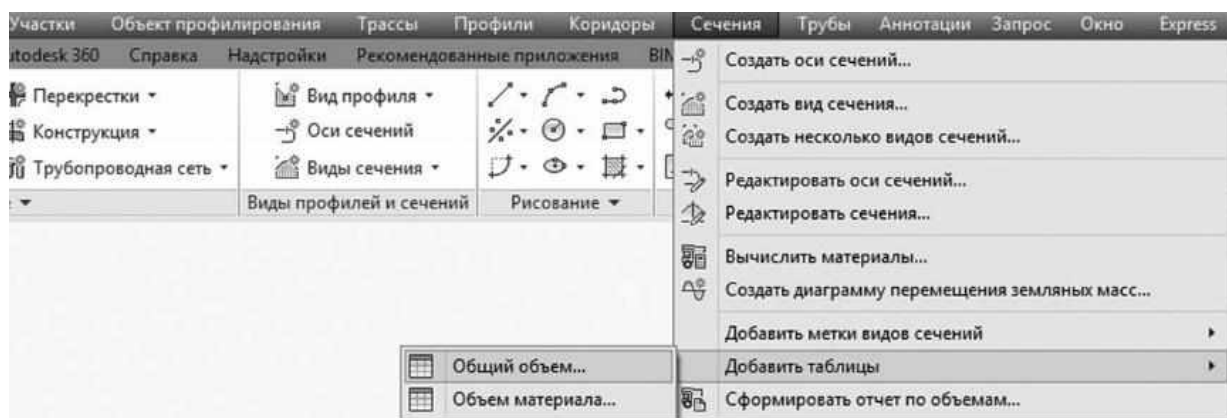 Участки Объект профилирования Трассы Профили Коридоры Сечения Трубы Аннотации Запрос Окно Express
Autodesk 360 Справка Надстройки Рекомендованные приложения BIM
Перекрестки
Конструкция
Трубопроводная сеть
Вид профиля
Оси сечений
Виды сечения
Виды профилей и сечений
Рисование
Создать оси сечений...
Создать вид сечения...
Создать несколько видов сечений...
Редактировать оси сечений...
Редактировать сечения...
Вычислить материалы...
Создать диаграмму перемещения земляных масс...
Добавить метки видов сечений
Добавить таблицы
Сформировать отчет по объемам...
Общий объем...
Объем материала...